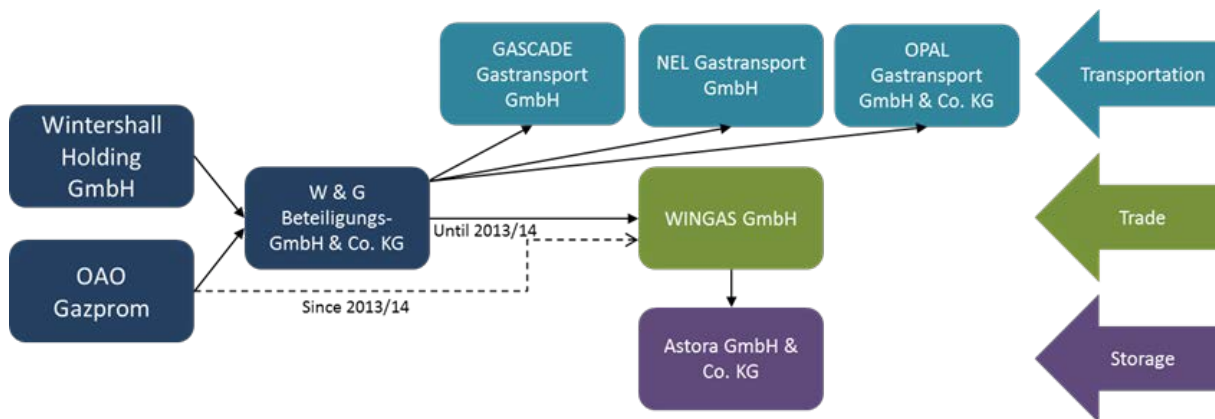 GASCADE
Gastransport
GmbH
NEL Gastransport
GmbH
OPAL
Gastransport
GmbH & Co. KG
Transportation
Wintershall
Holding
GmbH
W & G
Beteiligungs-
GmbH & Co. KG
Until 2013/14
WINGAS GmbH
Trade
OAO
Gazprom
Since 2013/14
Astora GmbH &
Co. KG
Storage